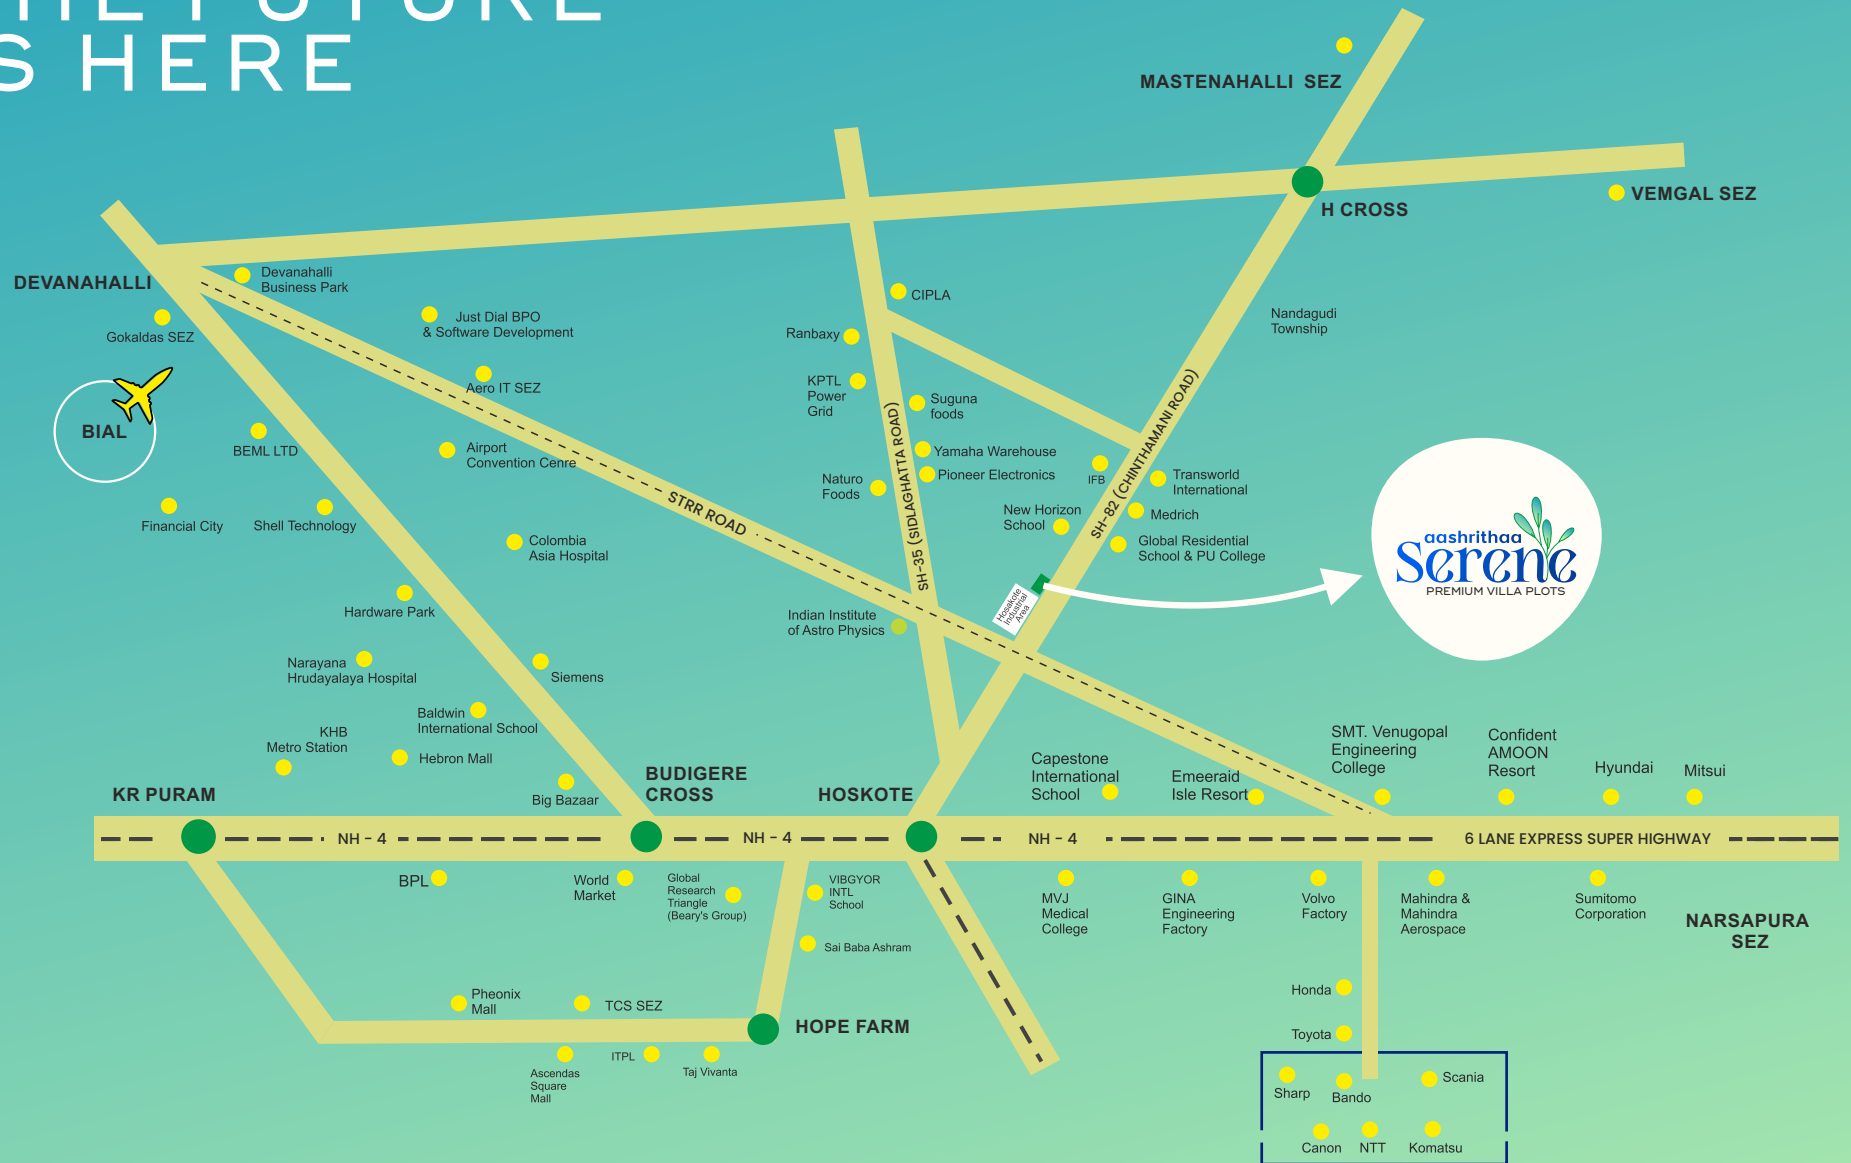 HE FUTURE
S HERE
MASTENAHALLI SEZ
VEMGAL SEZ
H CROSS
DEVANAHALLI
Devanahalli
Business Park
Gokaldas SEZ
Just Dial BPO
& Software Development
CIPLA
Nandagudi
Township
Ranbaxy
Aero IT SEZ
KPTL
Power
Grid
Suguna
foods
BIAL
BEML LTD
Airport
Convention Cenre
Yamaha Warehouse
Pioneer Electronics
IFB
Transworld
International
Naturo
Foods
New Horizon
School
Medrich
Global Residential
School & PU College
SH-35 (SIDLAGHATTA ROAD)
SH-82 (CHINTHAMANI ROAD)
STRR ROAD
Financial City
Shell Technology
Colombia
Asia Hospital
aashrithaa
Serene
PREMIUM VILLA PLOTS
Hosakote
Industrial
Area
Hardware Park
Indian Institute
of Astro Physics
Narayana
Hrudayalaya Hospital
Siemens
Baldwin
International School
KHB
Metro Station
Hebron Mall
Big Bazaar
KR PURAM
BUDIGERE
CROSS
HOSKOTE
Capestone
International
School
Emeeraid
Isle Resort
SMT. Venugopal
Engineering
College
Confident
AMOON
Resort
Hyundai
Mitsui
NH - 4
NH - 4
NH - 4
6 LANE EXPRESS SUPER HIGHWAY
BPL
World
Market
Global
Research
Triangle
(Beary's Group)
VIBGYOR
INTL
School
Sai Baba Ashram
MVJ
Medical
College
GINA
Engineering
Factory
Volvo
Factory
Mahindra &
Mahindra
Aerospace
Sumitomo
Corporation
NARSAPURA
SEZ
Pheonix
Mall
TCS SEZ
HOPE FARM
Ascendas
Square
Mall
ITPL
Taj Vivanta
Honda
Toyota
Sharp
Bando
Scania
Canon
NTT
Komatsu